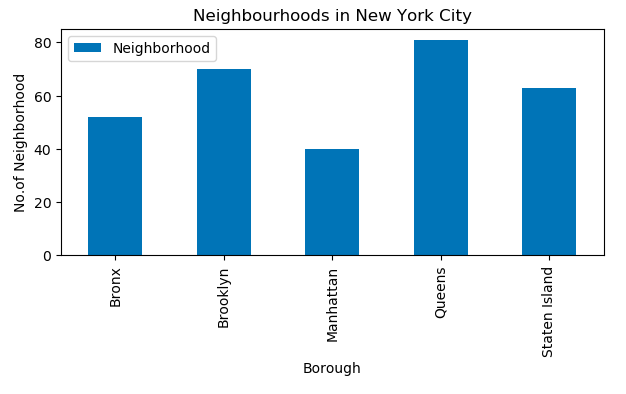 Neighbourhoods in New York City
Neighborhood
No.of Neighborhood
80
60
40
20
0
Bronx
Brooklyn
Manhattan
Queens
Staten Island
Borough